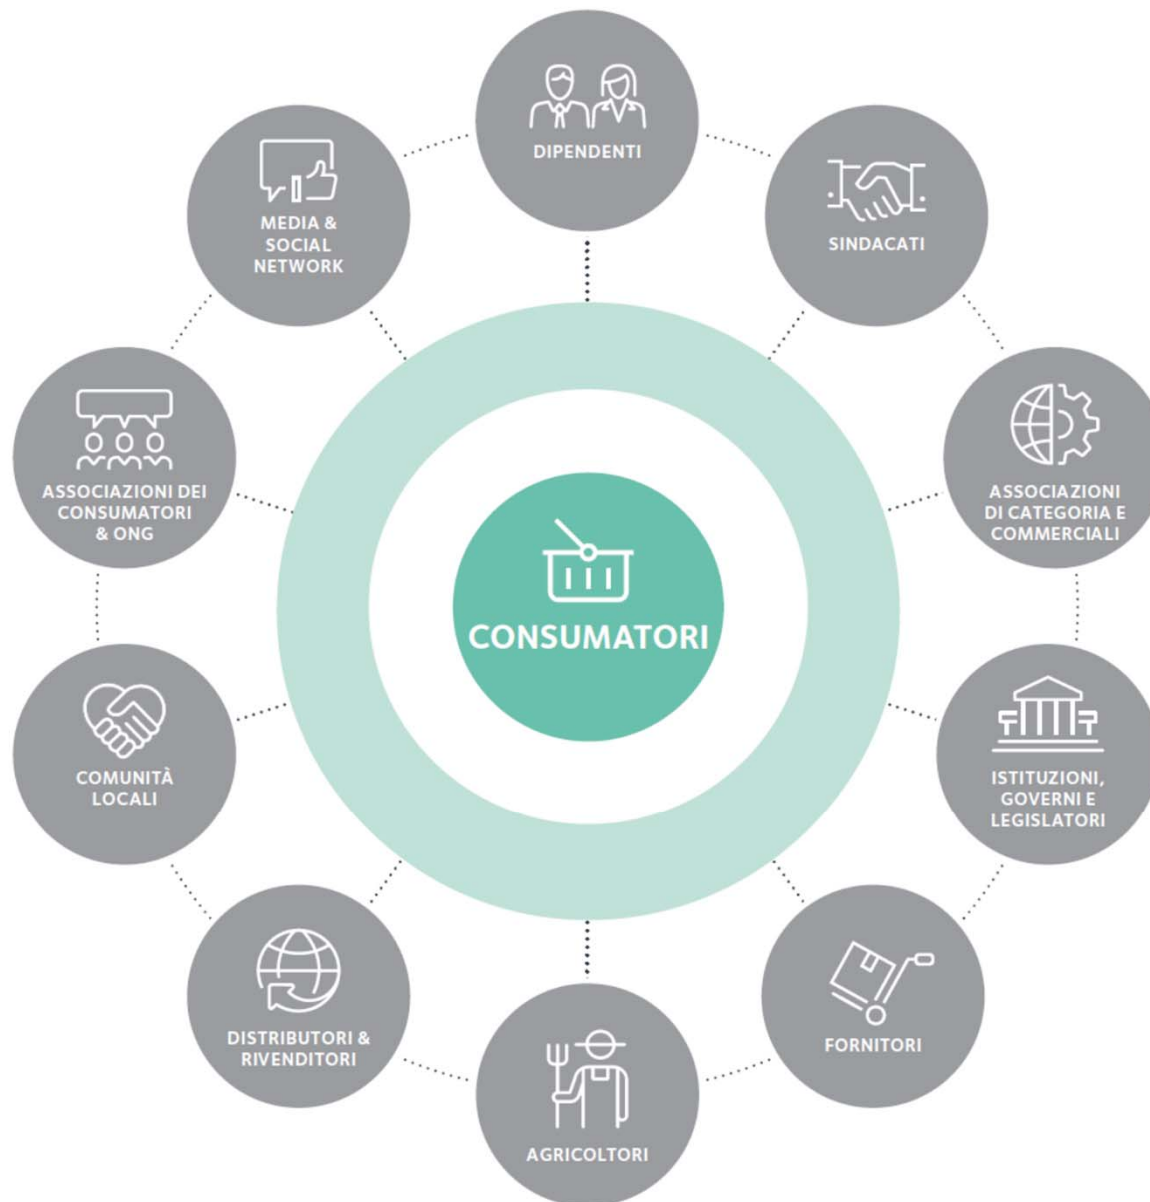 DIPENDENTI
SINDACATI
ASSOCIAZIONI
DI CATEGORIA E
COMMERCIALI
ISTITUZIONI,
GOVERNI E
LEGISLATORI
FORNITORI
AGRICOLTORI
DISTRIBUTORI &
RIVENDITORI
COMUNITÀ
LOCALI
ASSOCIAZIONI DEI
CONSUMATORI
& ONG
MEDIA &
SOCIAL
NETWORK
CONSUMATORI